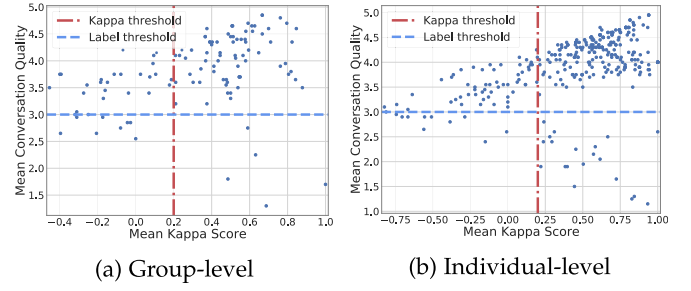 Mean Conversation Quality
5.0
4.5
4.0
3.5
3.0
2.5
2.0
1.5
Kappa threshold
Label threshold
−0.4 −0.2 0.0 0.2 0.4 0.6 0.8 1.0
Mean Kappa Score
(a) Group-level
Mean Conversation Quality
5.0
4.5
4.0
3.5
3.0
2.5
2.0
1.5
1.0
Kappa threshold
Label threshold
−0.75 −0.50 −0.25 0.00 0.25 0.50 0.75 1.00
Mean Kappa Score
(b) Individual-level